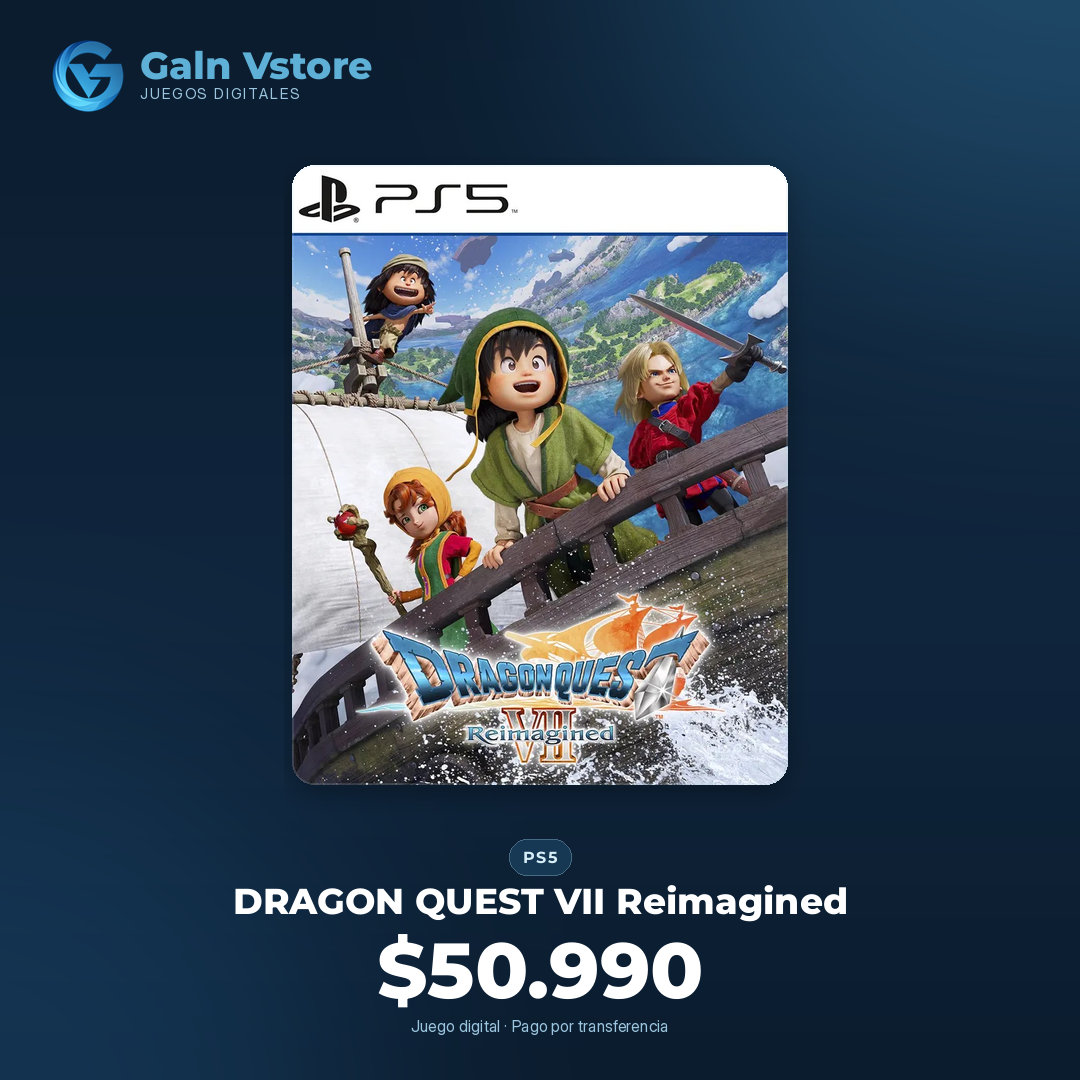 GaIn Vstore
JUEGOS DIGITALES
PS5
DRAGON QUEST
VII
Reimagined
PS5
DRAGON QUEST VII Reimagined
$50.990
Juego digital · Pago por transferencia